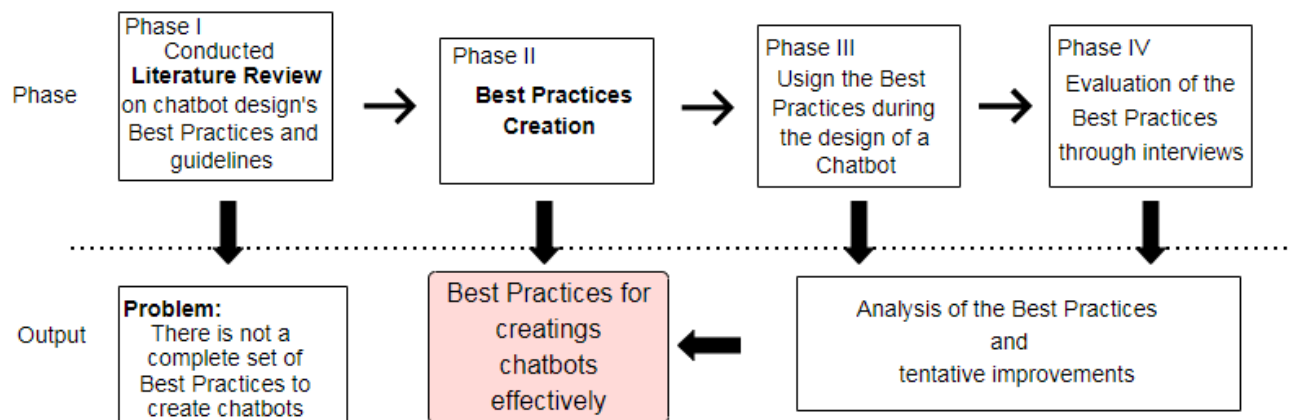 Phase
Phase I
Conducted
Literature Review
on chatbot design's
Best Practices and
guidelines
Phase II
Best Practices
Creation
Phase III
Usign the Best
Practices during
the design of a
Chatbot
Phase IV
Evaluation of the
Best Practices
through interviews
Output
Problem:
There is not a
complete set of
Best Practices to
create chatbots
Best Practices for
creatings
chatbots
effectively
Analysis of the Best Practices
and
tentative improvements